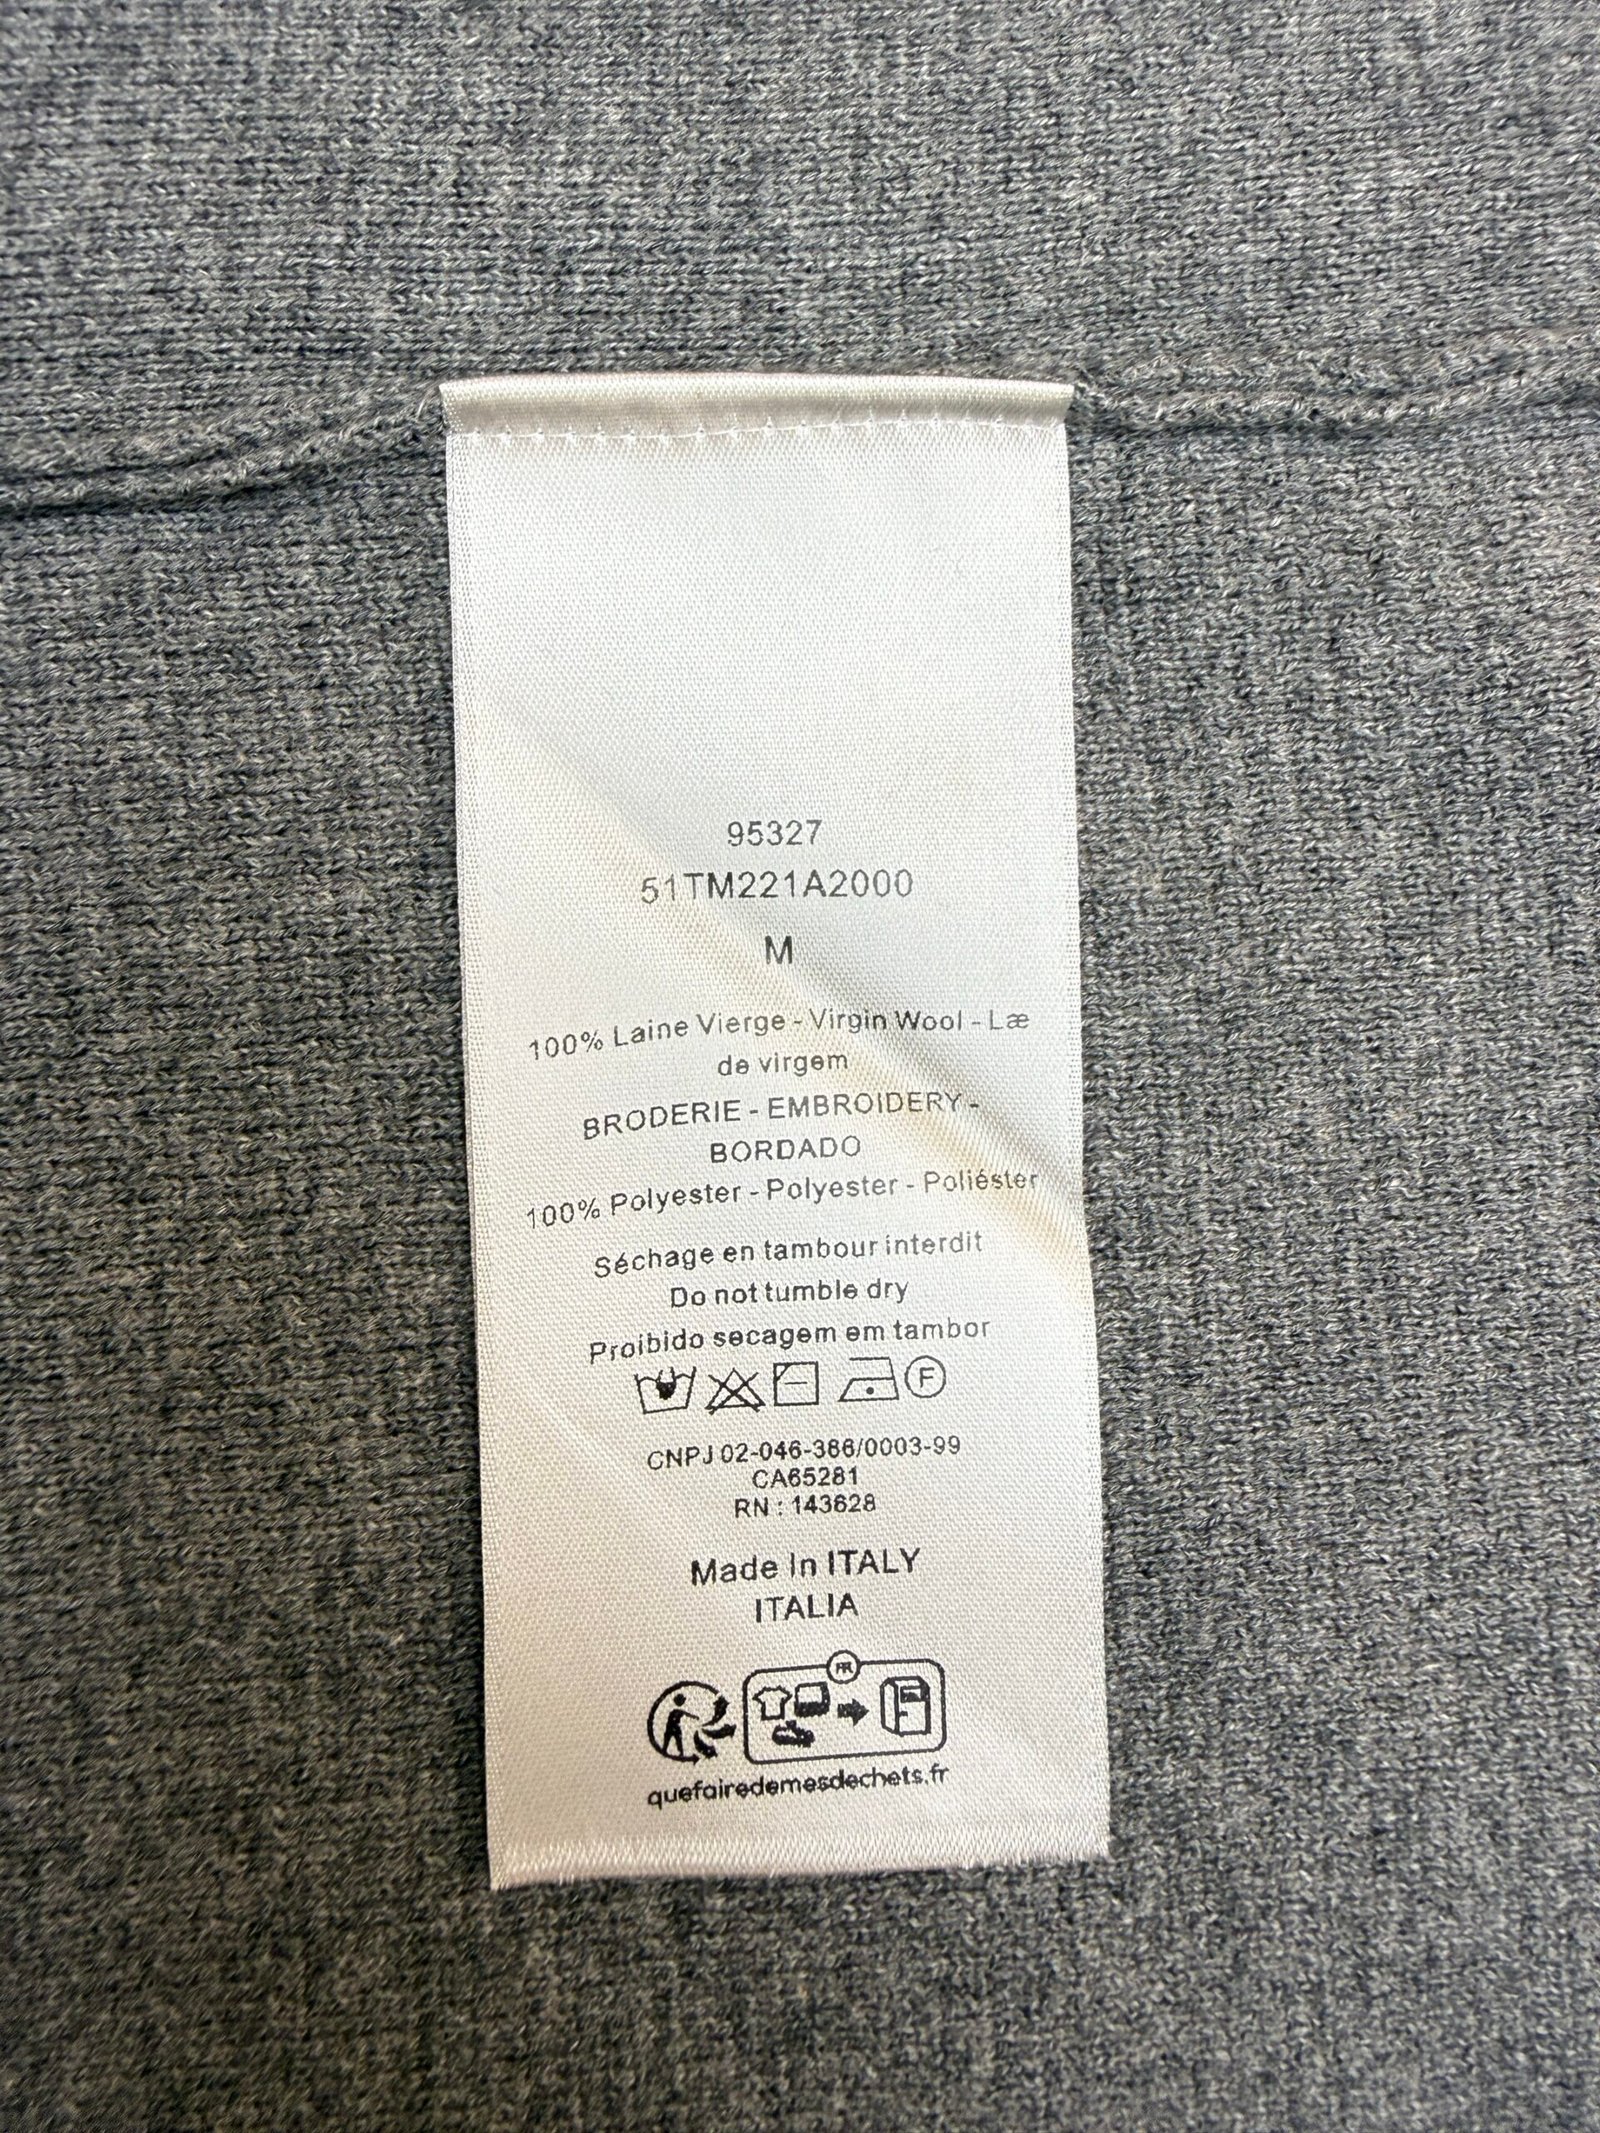 95327
51TM221A2000
M
100% Laine Vierge - Virgin Wool - Læ
de virgem
BRODERIE - EMBROIDERY -
BORDADO
100% Polyester - Polyester - Poliéster
Séchage en tambour interdit
Do not tumble dry
Proibido secagem em tambor
F
CNPJ 02-046-386/0003-99
CA65281
RN : 143628
Made In ITALY
ITALIA
FR
quefairedemesdechets.fr